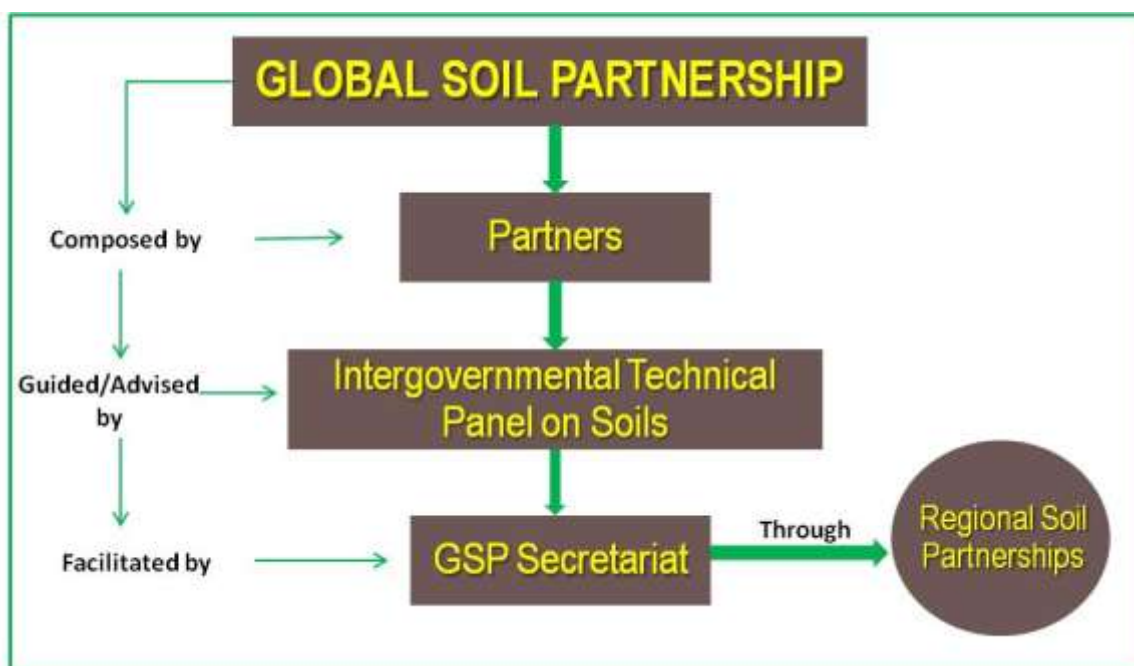 GLOBAL SOIL PARTNERSHIP
Composed by
Partners
Guided/Advised
by
Intergovernmental Technical
Panel on Soils
Facilitated by
GSP Secretariat
Through
Regional Soil
Partnerships